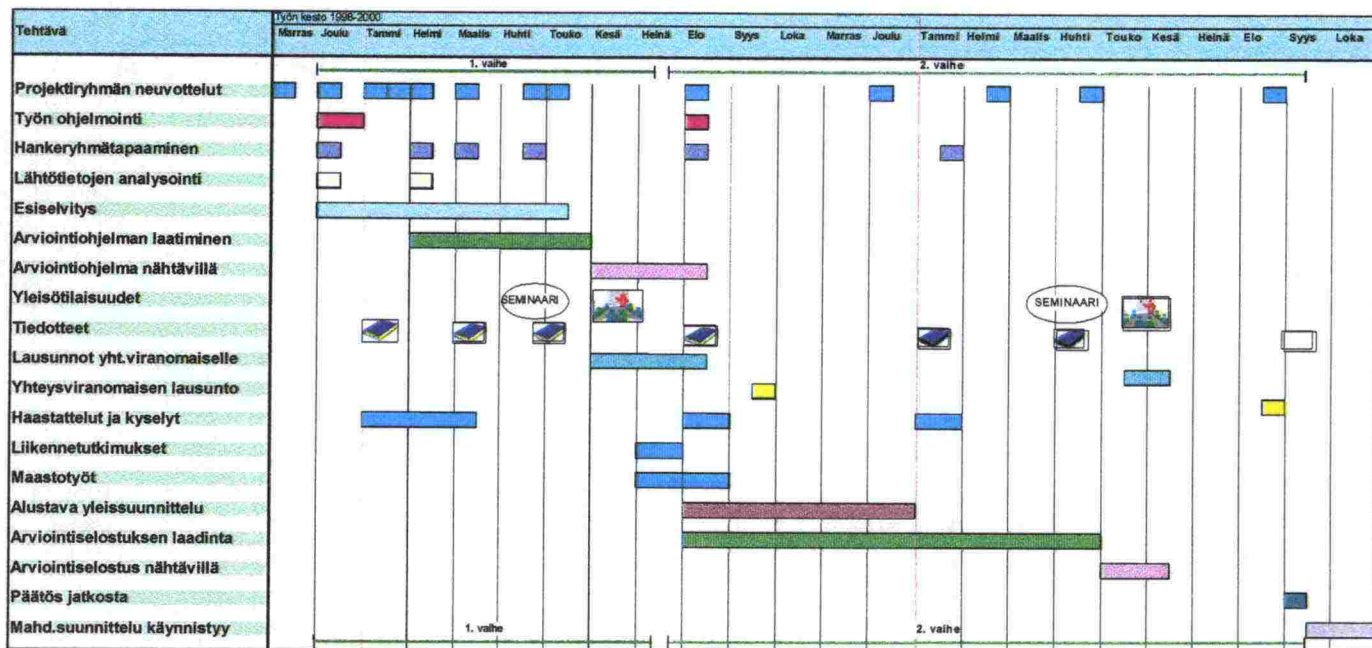 Työn kesto 1998-2000
Tehtävä
Marras Joulu Tammi Helmi Maalis Huhti Touko Kesä Heinä Elo Syys Loka Marras Joulu Tammi Helmi Maalis Huhti Touko Kesä Heinä Elo Syys Loka
1. vaihe 2. vaihe
Projektiryhmän neuvottelut
Työn ohjelmointi
Hankeryhmätapaaminen
Lähtötietojen analysointi
Esiselvitys
Arviointiohjelman laatiminen
Arviointiohjelma nähtävillä
Yleisötilaisuudet SEMINAARI SEMINAARI
Tiedotteet
Lausunnot yht.viranomaiselle
Yhteysviranomaisen lausunto
Haastattelut ja kyselyt
Liikennetutkimukset
Maastotyöt
Alustava yleissuunnittelu
Arviointiselostuksen laadinta
Arviointiselostus nähtävillä
Päätös jatkosta
Mahd.suunnittelu käynnistyy 1. vaihe 2. vaihe